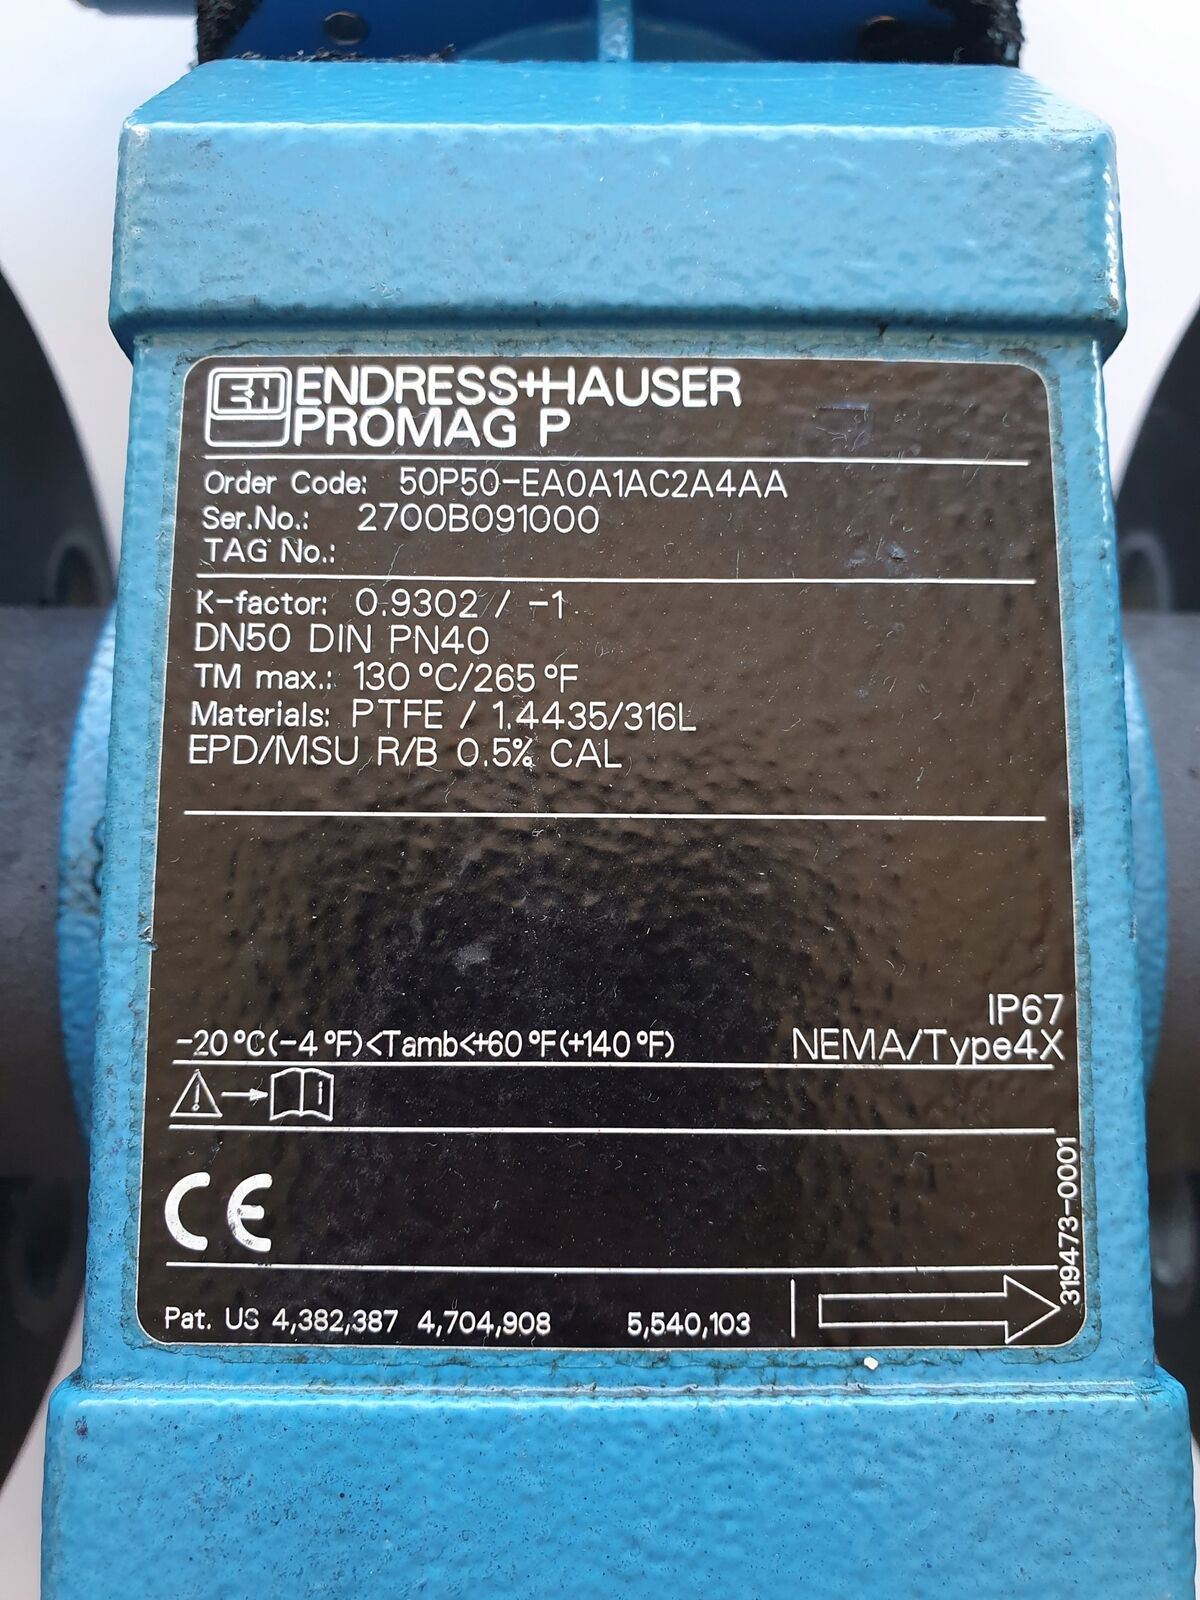 EH ENDRESS+HAUSER
PROMAG P
Order Code: 50P50-EA0A1AC2A4AA
Ser.No.: 2700B091000
TAG No.:
K-factor: 0.9302 / -1
DN50 DIN PN40
TM max.: 130 °C/265 °F
Materials: PTFE / 1.4435/316L
EPD/MSU R/B 0.5% CAL
IP67
-20 °C(-4 °F)<Tamb<+60 °F(+140 °F) NEMA/Type4X
i
CE
319473-0001
Pat. US 4,382,387 4,704,908 5,540,103